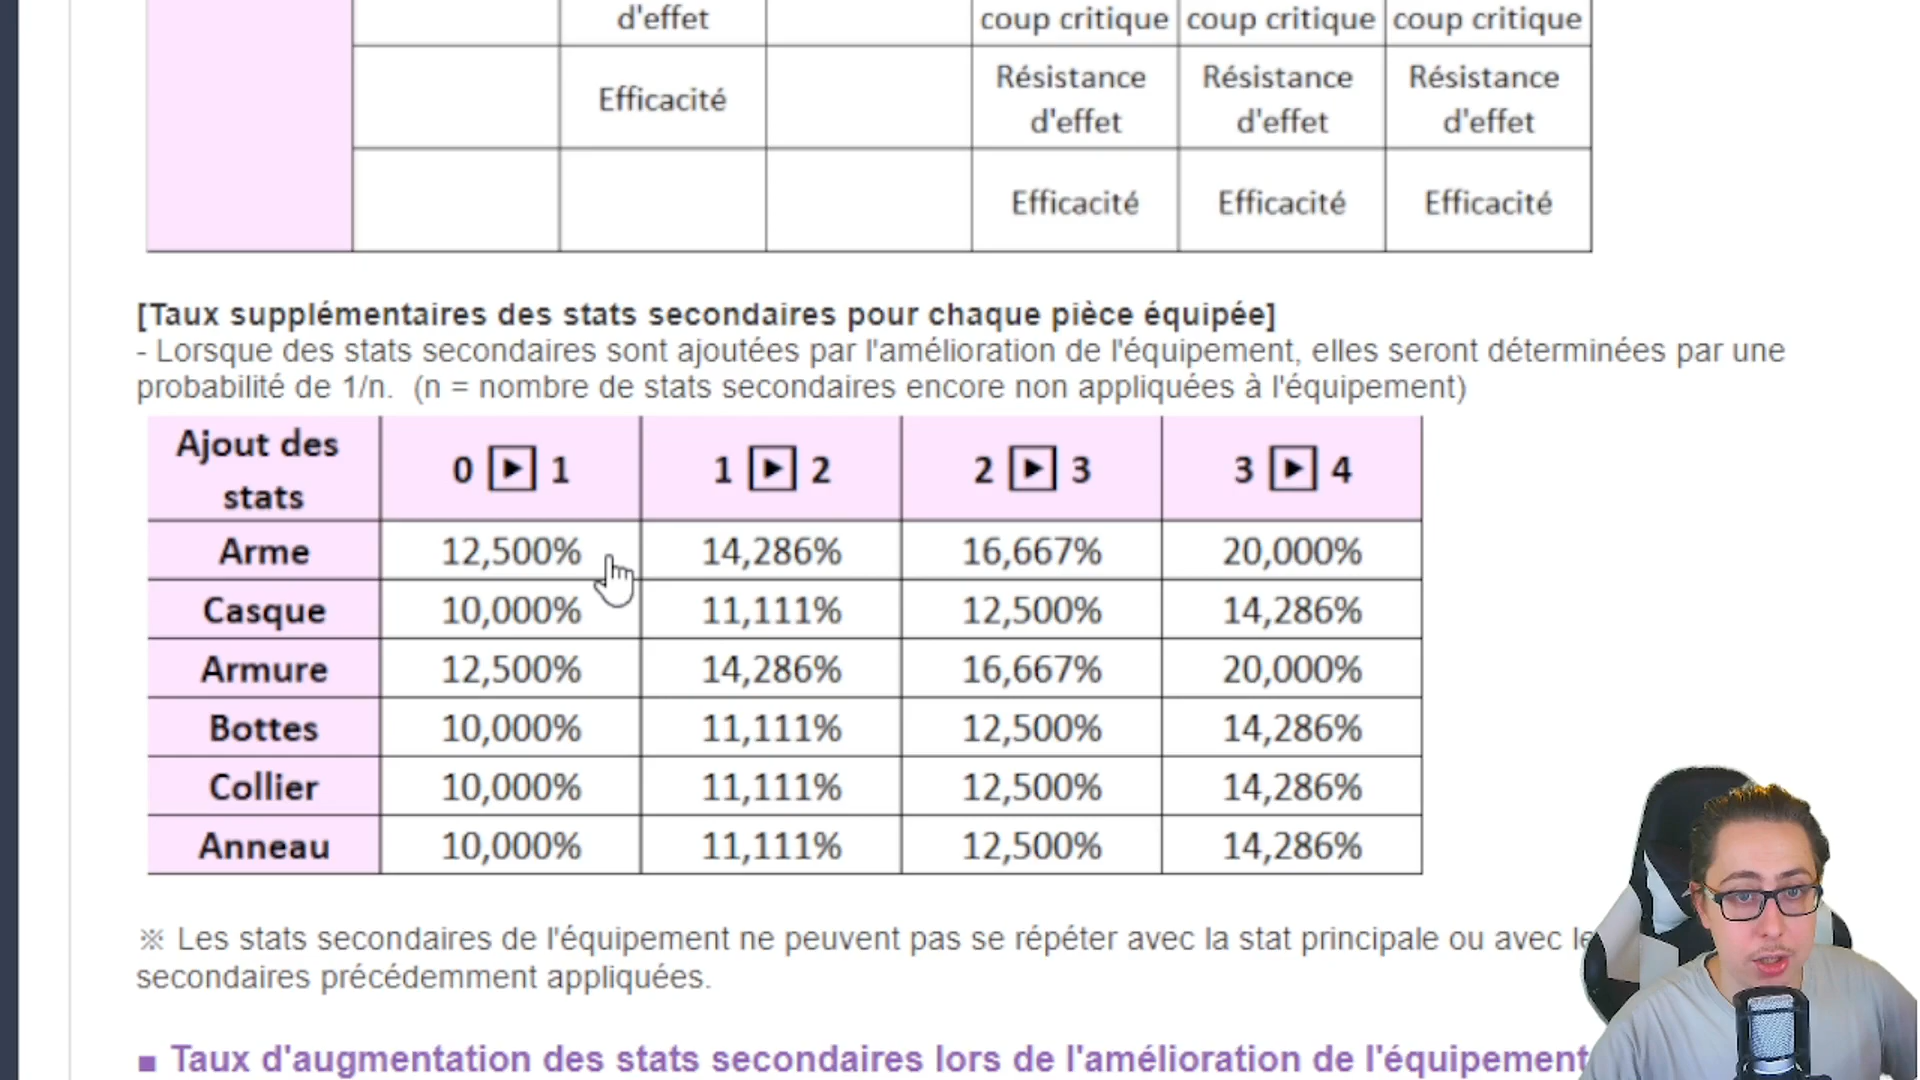 d'effet coup critique coup critique coup critique
Efficacité Résistance d'effet Résistance d'effet Résistance d'effet
Efficacité Efficacité Efficacité
[Taux supplémentaires des stats secondaires pour chaque pièce équipée]
- Lorsque des stats secondaires sont ajoutées par l'amélioration de l'équipement, elles seront déterminées par une
probabilité de 1/n. (n = nombre de stats secondaires encore non appliquées à l'équipement)
Ajout des stats 0 ▶ 1 1 ▶ 2 2 ▶ 3 3 ▶ 4
Arme 12,500% 14,286% 16,667% 20,000%
Casque 10,000% 11,111% 12,500% 14,286%
Armure 12,500% 14,286% 16,667% 20,000%
Bottes 10,000% 11,111% 12,500% 14,286%
Collier 10,000% 11,111% 12,500% 14,286%
Anneau 10,000% 11,111% 12,500% 14,286%
※ Les stats secondaires de l'équipement ne peuvent pas se répéter avec la stat principale ou avec
secondaires précédemment appliquées.
■ Taux d'augmentation des stats secondaires lors de l'amélioration de l'équipement